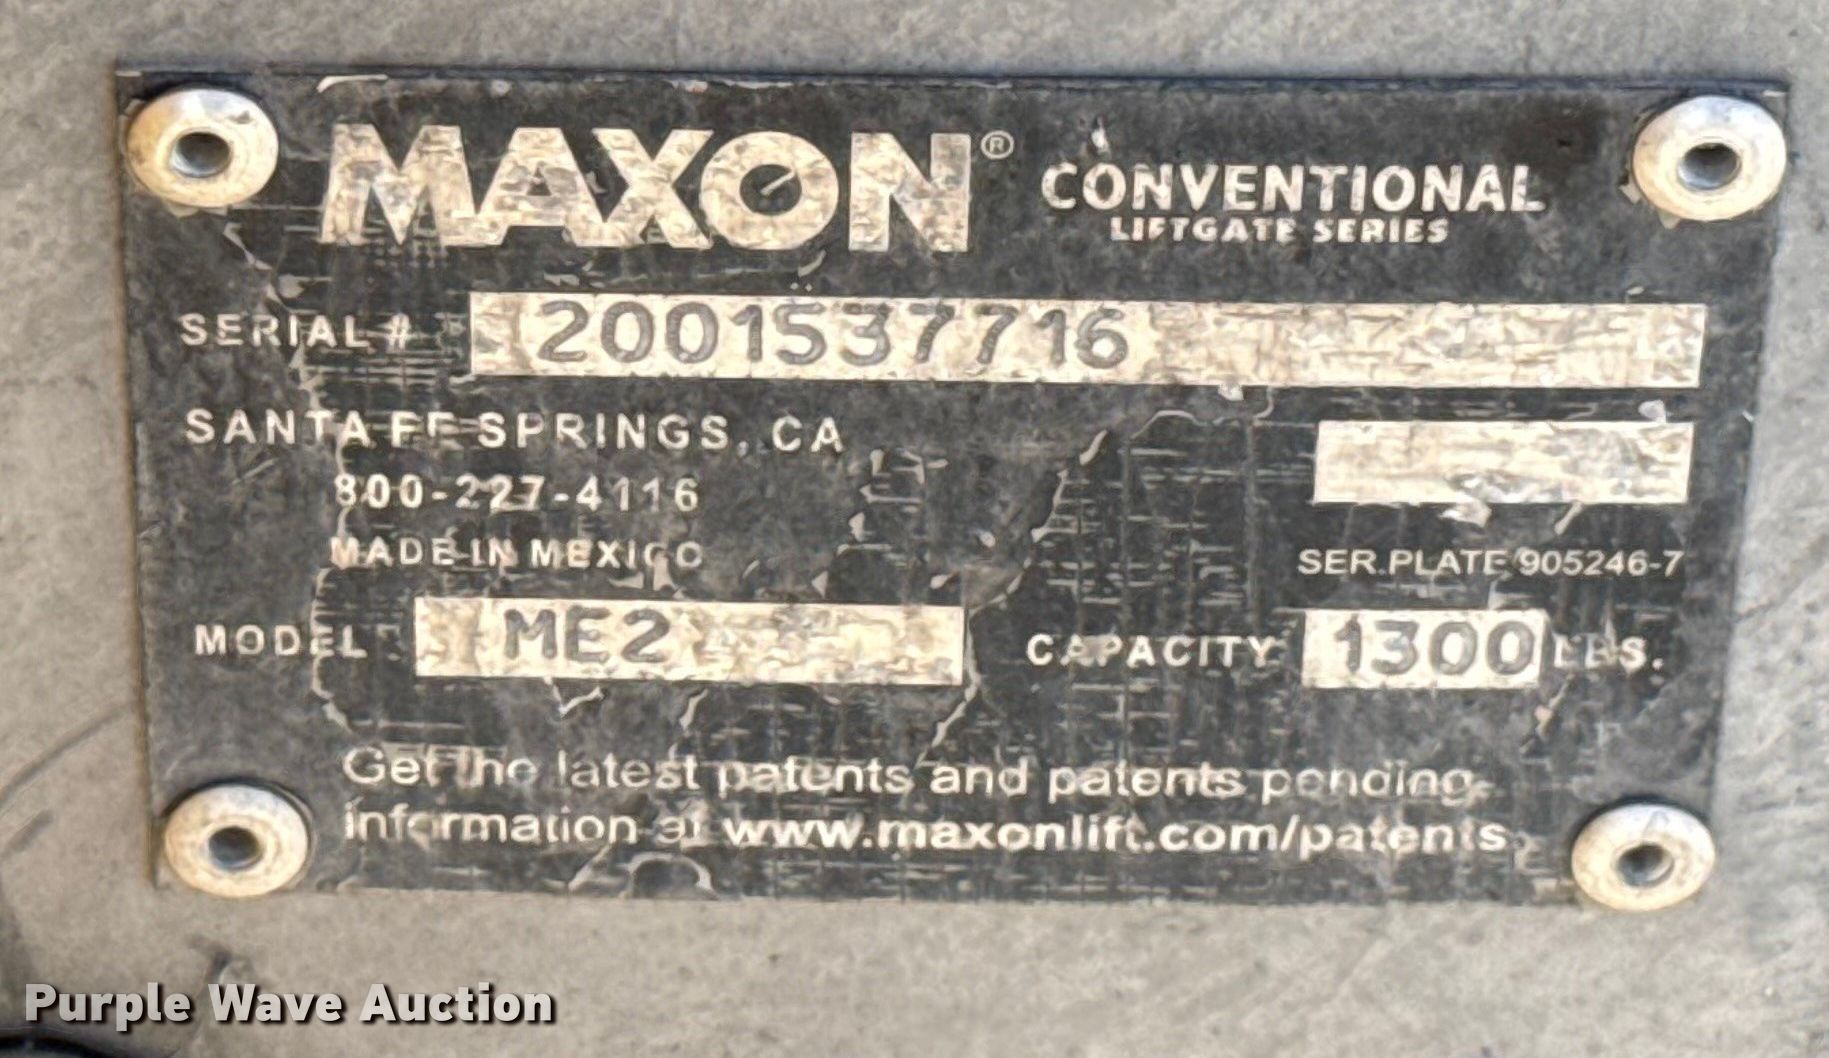 MAXON® CONVENTIONAL
LIFTGATE SERIES
SERIAL # 2001537716
SANTA FE SPRINGS, CA
800-227-4116
MADE IN MEXICO
SER.PLATE 905246-7
MODEL ME2 CAPACITY 1300 LBS.
Get the latest patents and patents pending
information at www.maxonlift.com/patents
Purple Wave Auction